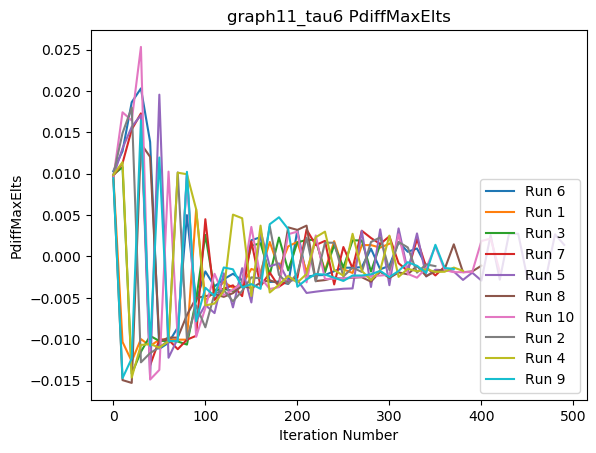 graph11_tau6 PdiffMaxElts
PdiffMaxElts
0.025
0.020
0.015
0.010
0.005
0.000
−0.005
−0.010
−0.015
0
100
200
300
400
500
Iteration Number
Run 6
Run 1
Run 3
Run 7
Run 5
Run 8
Run 10
Run 2
Run 4
Run 9